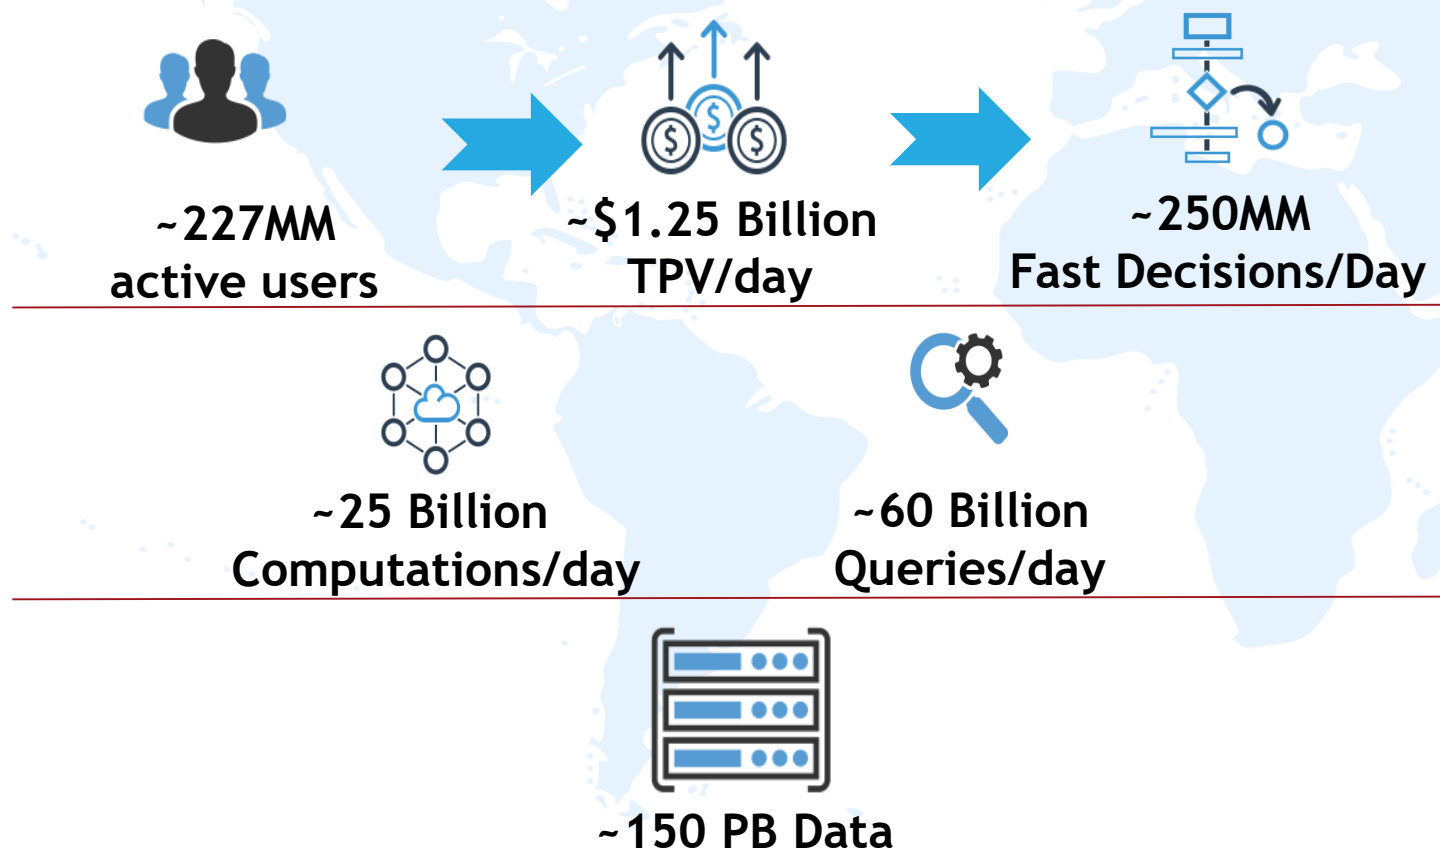 ~227MM
active users
~$1.25 Billion
TPV/day
~250MM
Fast Decisions/Day
~25 Billion
Computations/day
~60 Billion
Queries/day
~150 PB Data